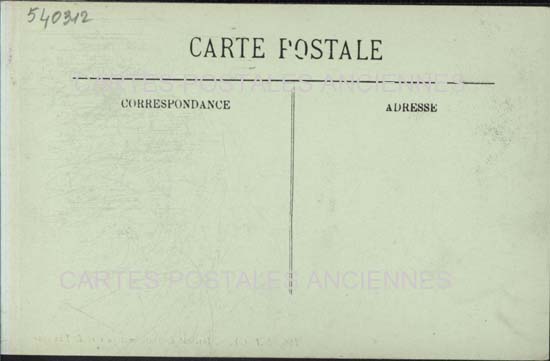 540312
CARTE POSTALE
CARTES POSTALES ANCIENNES
CORRESPONDANCE
ADRESSE
CARTES POSTALES ANCIENNES